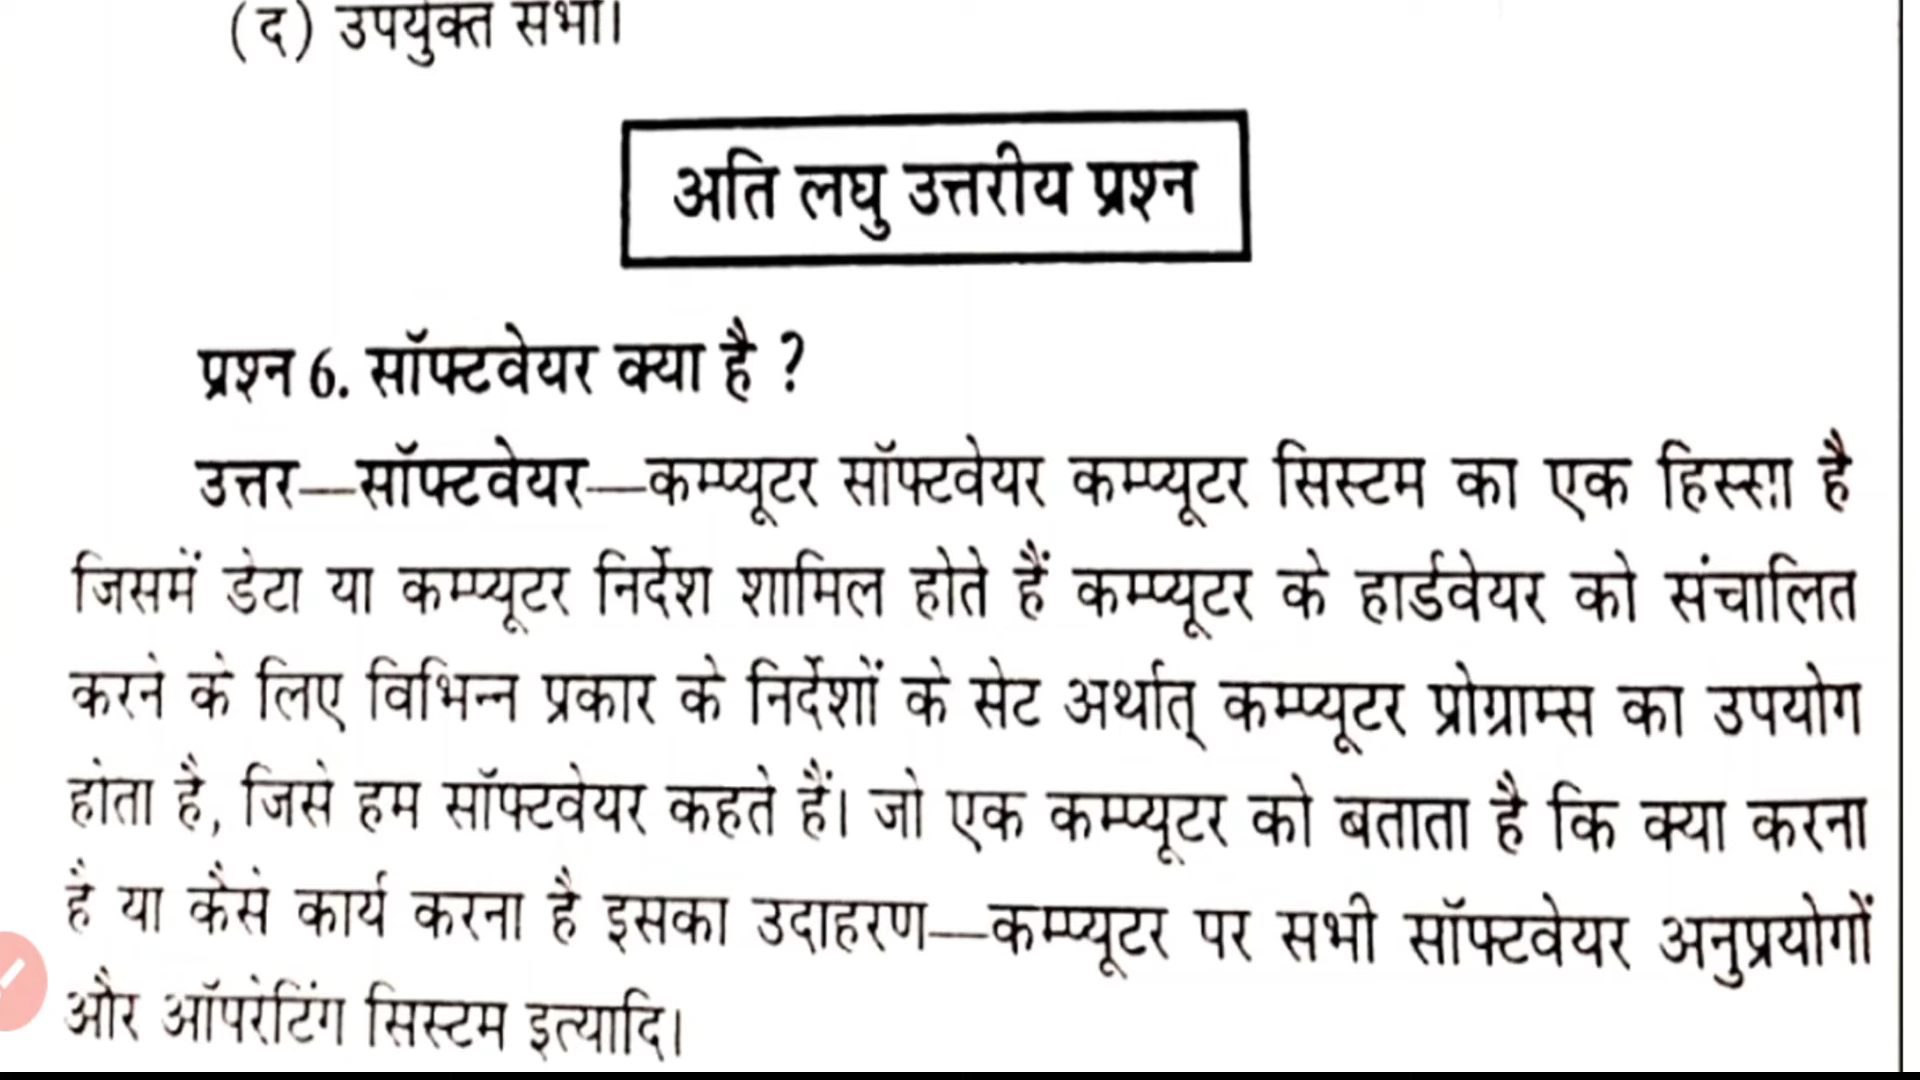 (द) उपर्युक्त सभी।
अति लघु उत्तरीय प्रश्न
प्रश्न 6. सॉफ्टवेयर क्या है ?
उत्तर—सॉफ्टवेयर—कम्प्यूटर सॉफ्टवेयर कम्प्यूटर सिस्टम का एक हिस्सा है
जिसमें डेटा या कम्प्यूटर निर्देश शामिल होते हैं कम्प्यूटर के हार्डवेयर को संचालित
करने के लिए विभिन्न प्रकार के निर्देशों के सेट अर्थात् कम्प्यूटर प्रोग्राम्स का उपयोग
होता है, जिसे हम सॉफ्टवेयर कहते हैं। जो एक कम्प्यूटर को बताता है कि क्या करना
है या कैसे कार्य करना है इसका उदाहरण—कम्प्यूटर पर सभी सॉफ्टवेयर अनुप्रयोगों
और ऑपरेटिंग सिस्टम इत्यादि।